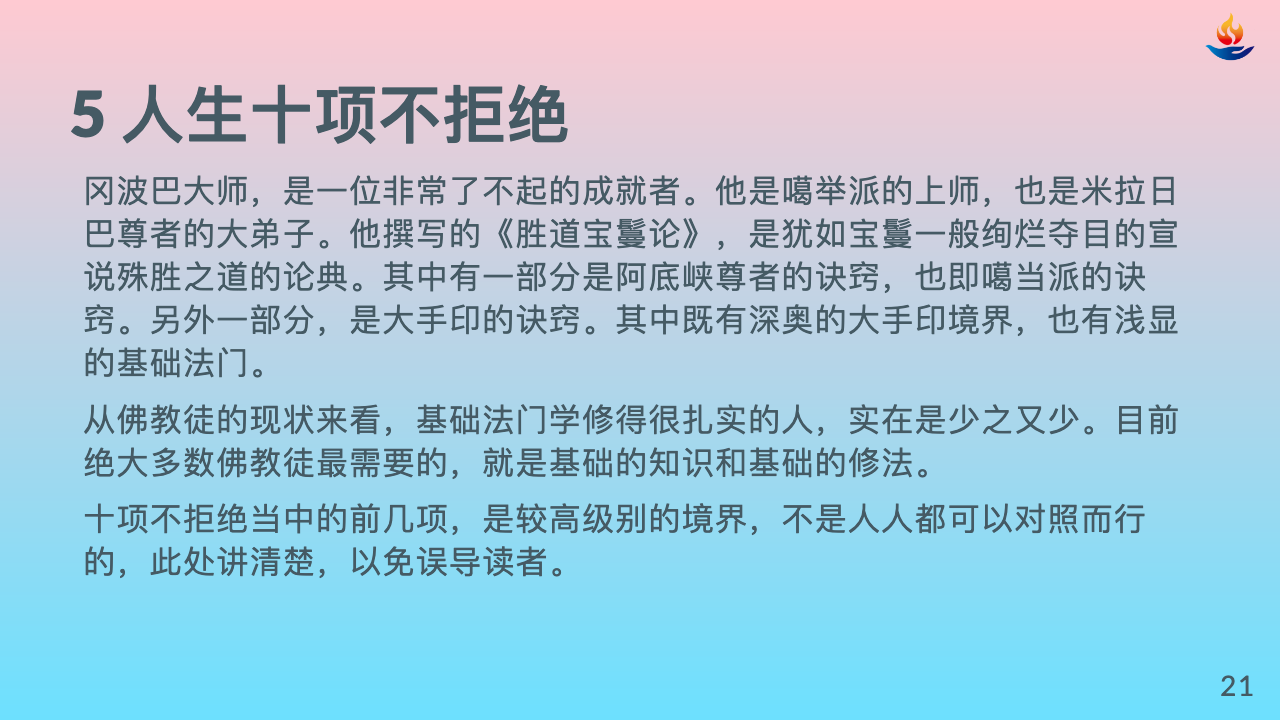 5 人生十项不拒绝
冈波巴大师，是一位非常了不起的成就者。他是噶举派的上师，也是米拉日
巴尊者的大弟子。他撰写的《胜道宝鬘论》，是犹如宝鬘一般绚烂夺目的宣
说殊胜之道的论典。其中有一部分是阿底峡尊者的诀窍，也即噶当派的诀
窍。另外一部分，是大手印的诀窍。其中既有深奥的大手印境界，也有浅显
的基础法门。
从佛教徒的现状来看，基础法门学修得很扎实的人，实在是少之又少。目前
绝大多数佛教徒最需要的，就是基础的知识和基础的修法。
十项不拒绝当中的前几项，是较高级别的境界，不是人人都可以对照而行
的，此处讲清楚，以免误导读者。
21